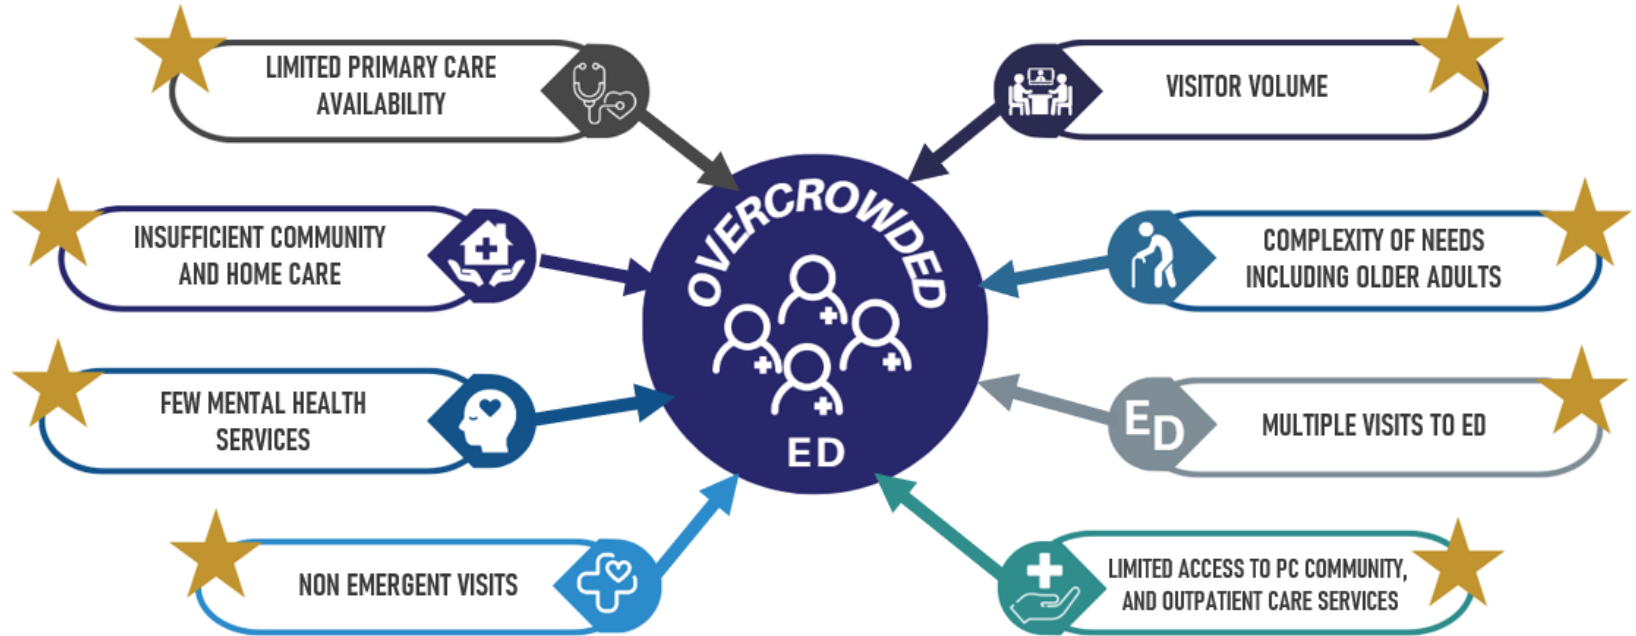 LIMITED PRIMARY CARE
AVAILABILITY
INSUFFICIENT COMMUNITY
AND HOME CARE
FEW MENTAL HEALTH
SERVICES
NON EMERGENT VISITS
OVERCROWDED
ED
VISITOR VOLUME
COMPLEXITY OF NEEDS
INCLUDING OLDER ADULTS
ED
MULTIPLE VISITS TO ED
LIMITED ACCESS TO PC COMMUNITY,
AND OUTPATIENT CARE SERVICES